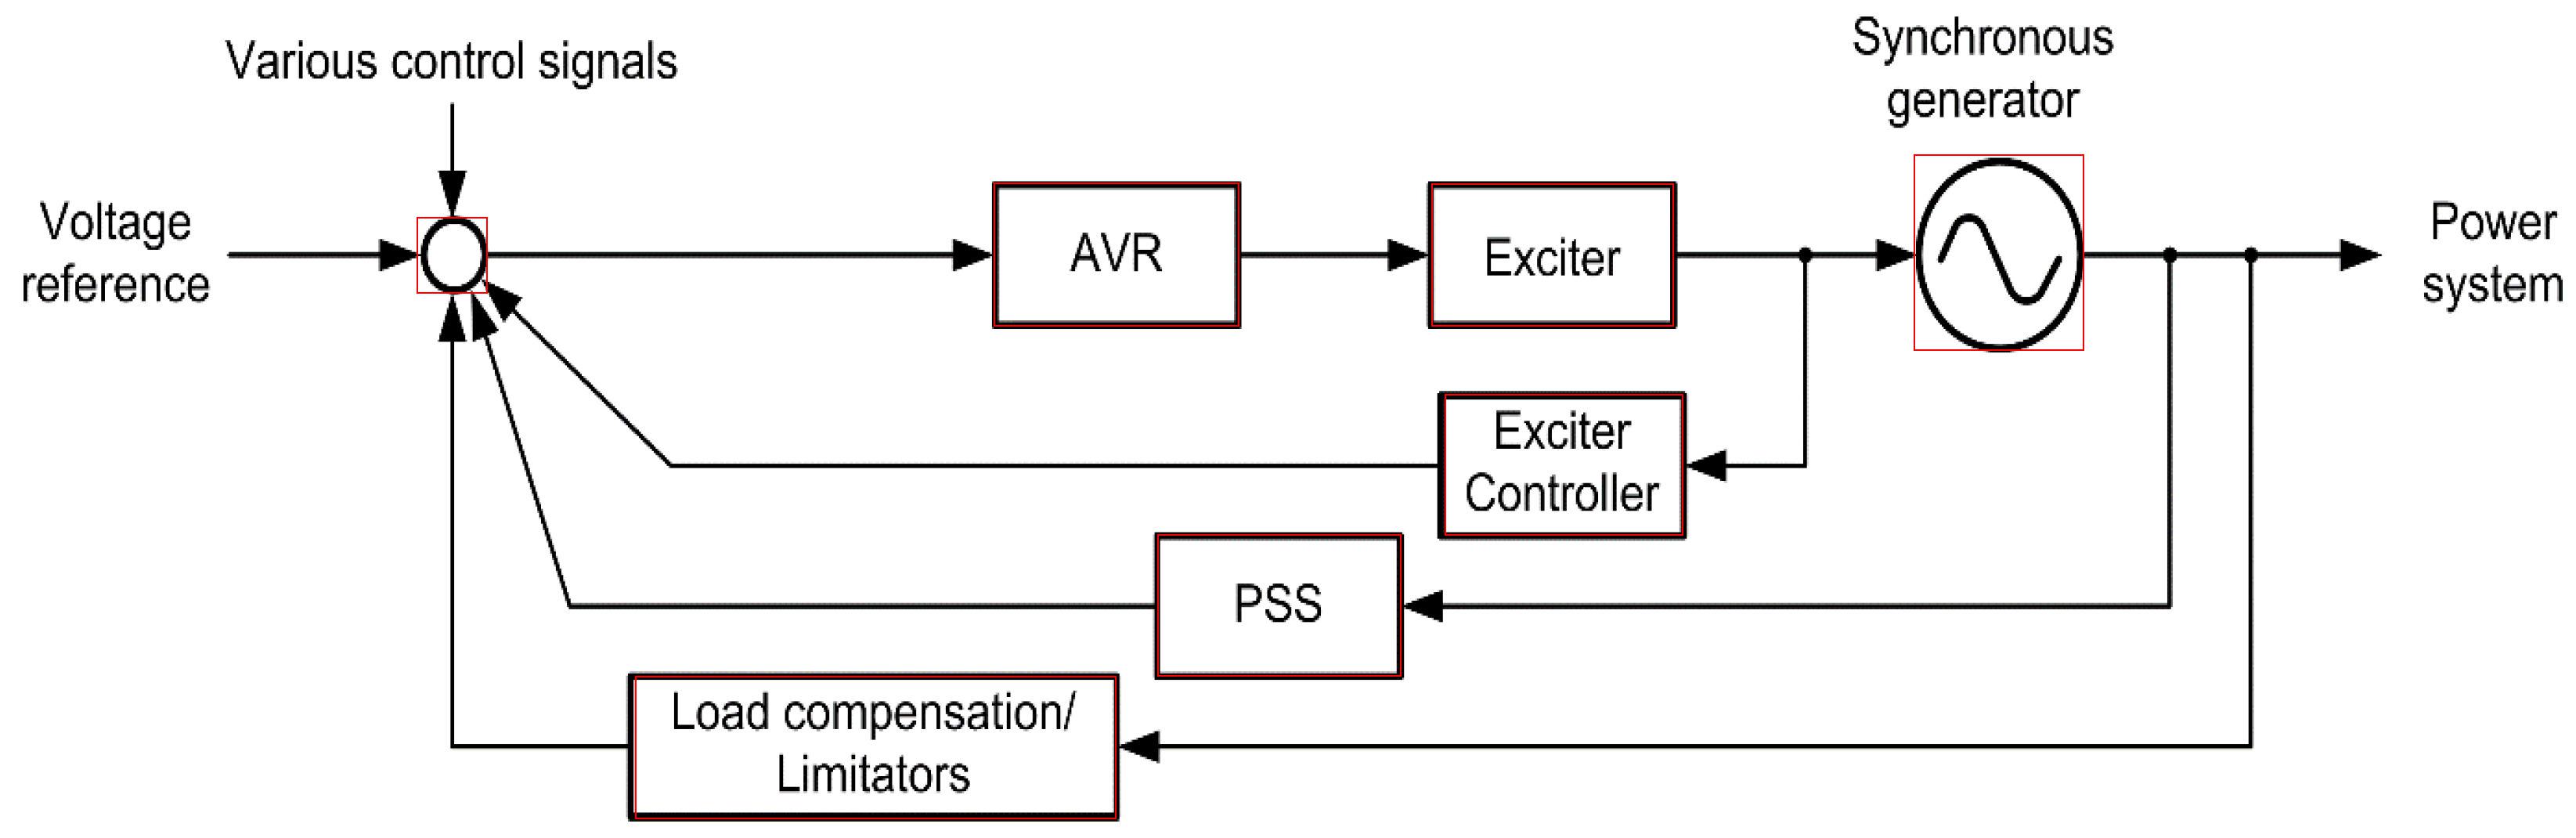 Various control signals
Synchronous
generator
Voltage
reference
AVR
Exciter
Power
system
Exciter
Controller
PSS
Load compensation/
Limitators